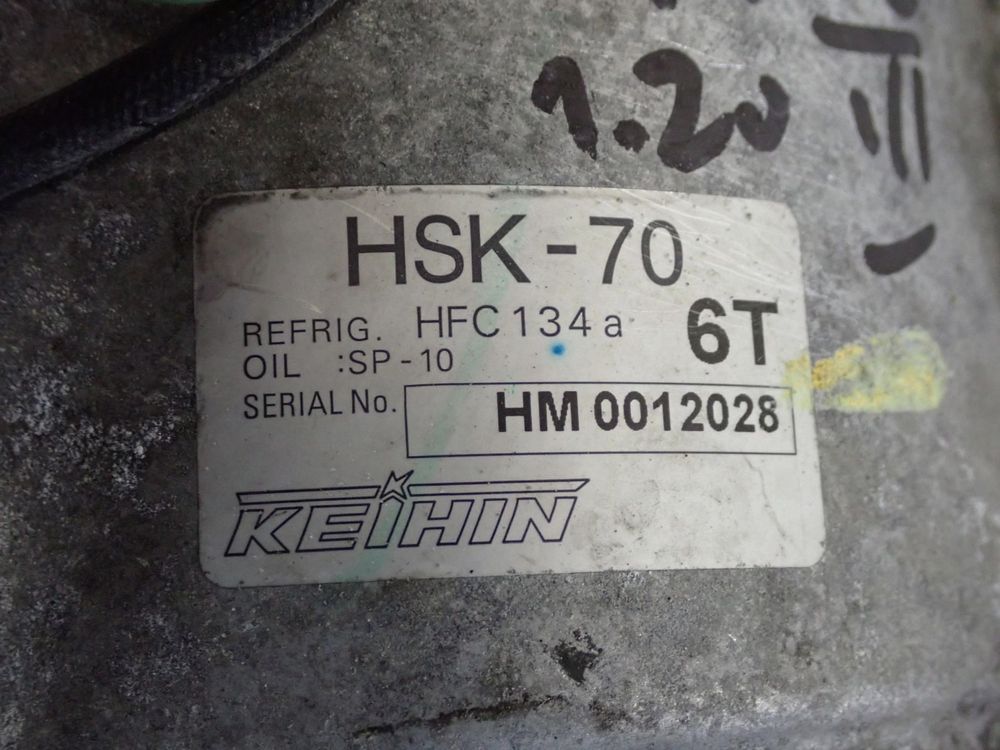 1.20
HSK-70
REFRIG. HFC134a
6T
OIL :SP-10
SERIAL No. HM 0012028
KEIHIN